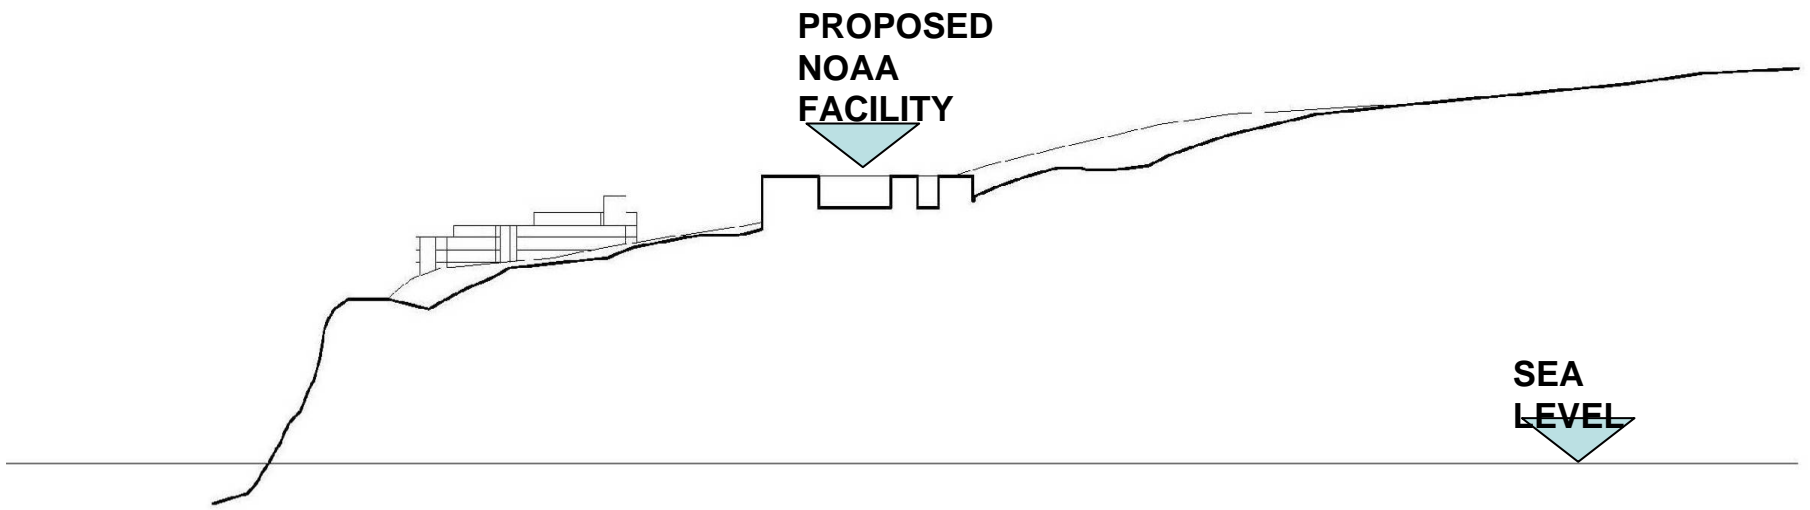 PROPOSED
NOAA
FACILITY
SEA
LEVEL